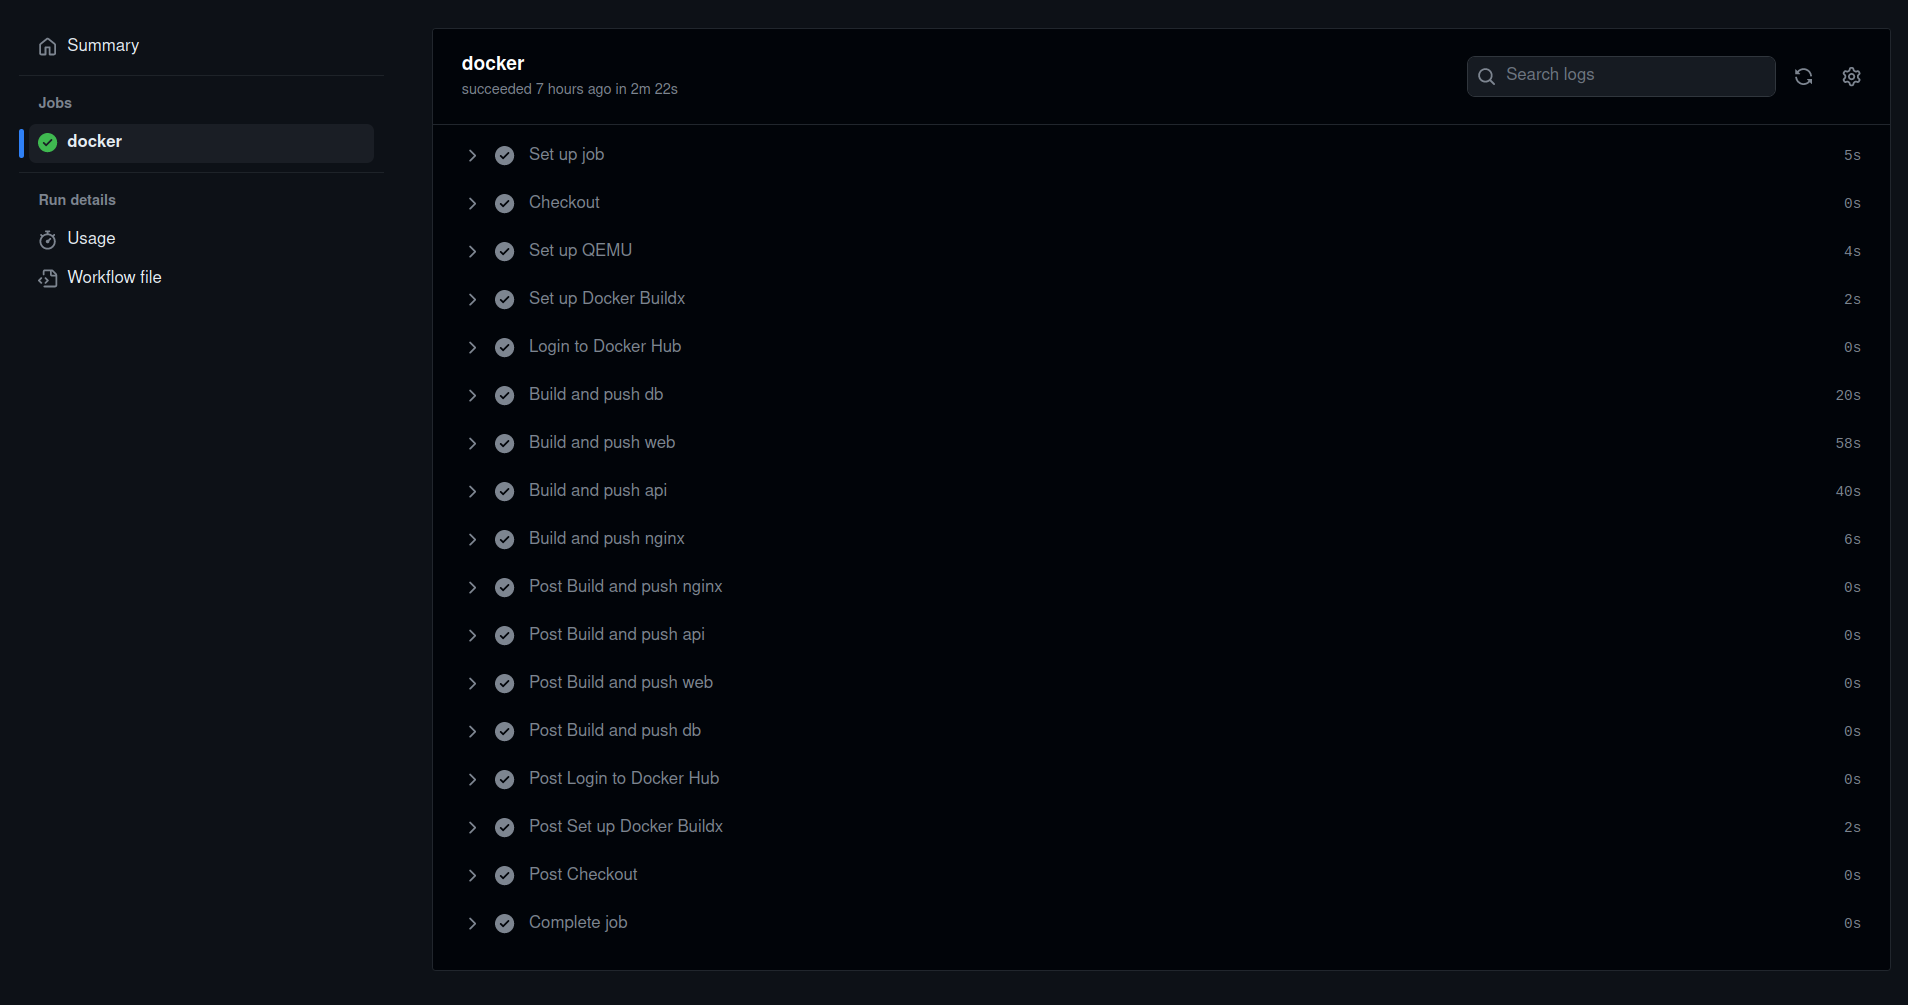 Summary
Jobs
docker
Run details
Usage
Workflow file
docker
succeeded 7 hours ago in 2m 22s
Search logs
Set up job 5s
Checkout 0s
Set up QEMU 4s
Set up Docker Buildx 2s
Login to Docker Hub 0s
Build and push db 20s
Build and push web 58s
Build and push api 40s
Build and push nginx 6s
Post Build and push nginx 0s
Post Build and push api 0s
Post Build and push web 0s
Post Build and push db 0s
Post Login to Docker Hub 0s
Post Set up Docker Buildx 2s
Post Checkout 0s
Complete job 0s